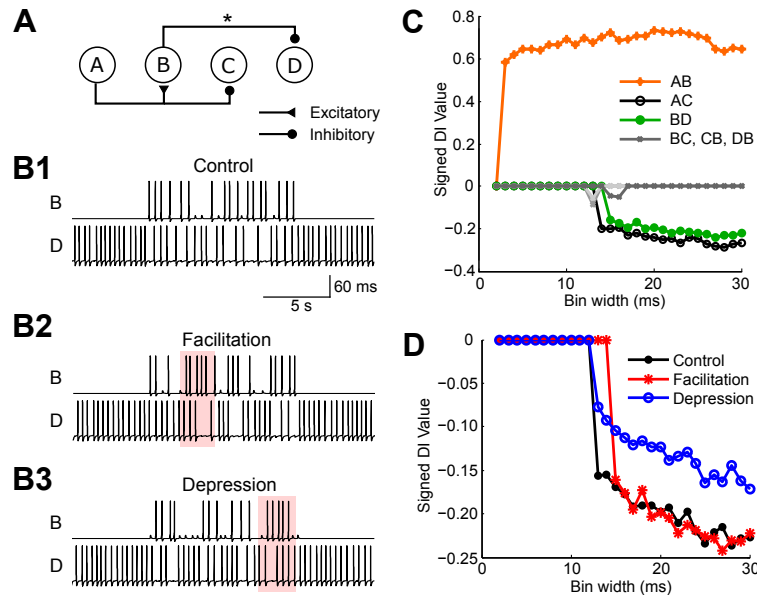 A
*
A B C D
Excitatory
Inhibitory
B1
Control
B
D
60 ms
5 s
B2
Facilitation
B
D
B3
Depression
B
D
C
Signed DI Value
0.8
0.6
0.4
0.2
0
−0.2
−0.4
0 10 20 30
Bin width (ms)
AB
AC
BD
BC, CB, DB
D
Signed DI Value
0
−0.05
−0.10
−0.15
−0.20
−0.25
0 10 20 30
Bin width (ms)
Control
Facilitation
Depression